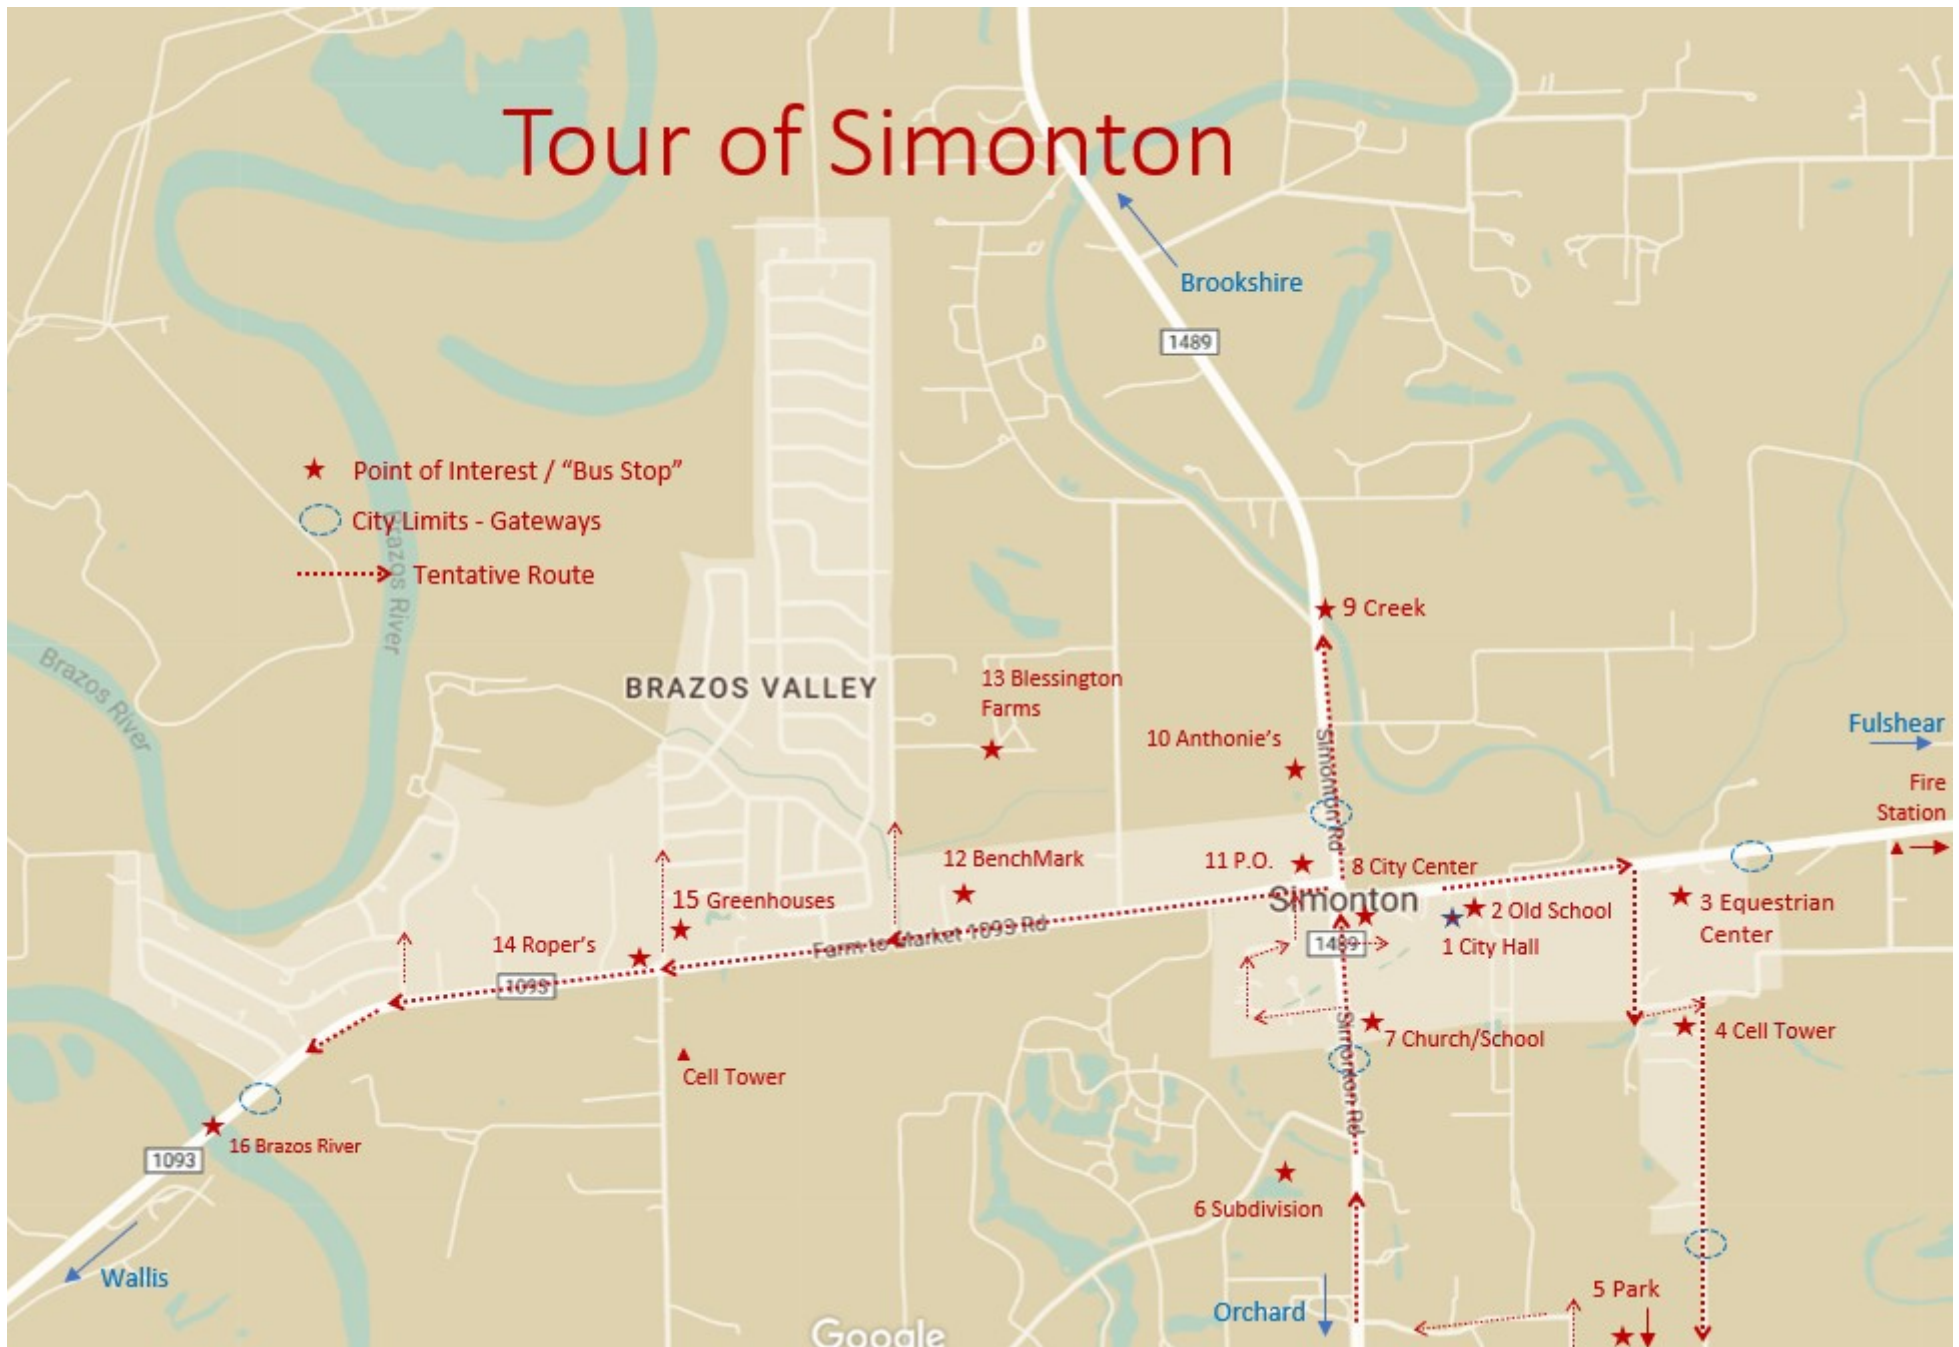 Tour of Simonton
Brookshire
1489
★ Point of Interest / “Bus Stop”
City Limits - Gateways
Tentative Route
Brazos River
Brazos River
9 Creek
BRAZOS VALLEY
13 Blessington
Farms
10 Anthonie’s
Simonton Rd
Fulshear
Fire
Station
12 BenchMark
11 P.O.
8 City Center
Simonton
15 Greenhouses
2 Old School
3 Equestrian
Center
14 Roper’s
Farm to Market 1093 Rd
1489
1 City Hall
1093
7 Church/School
4 Cell Tower
Simonton Rd
Cell Tower
16 Brazos River
1093
6 Subdivision
Wallis
5 Park
Orchard
Google